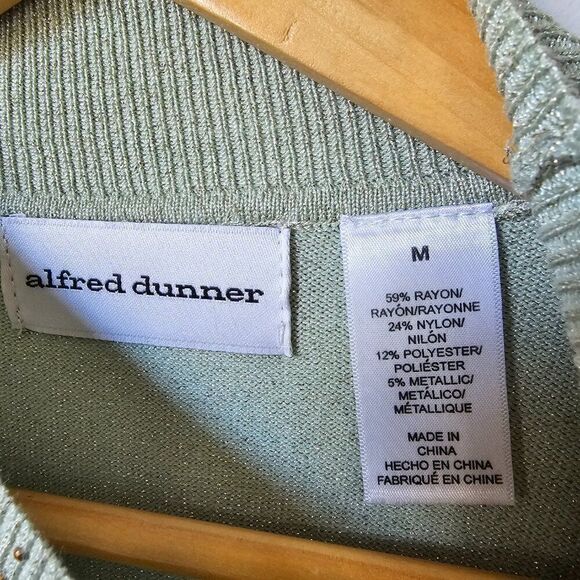 alfred dunner
M
59% RAYON/
RAYÓN/RAYONNE
24% NYLON/
NILÓN
12% POLYESTER/
POLIÉSTER
5% METALLIC/
METÁLICO/
MÉTALLIQUE
MADE IN
CHINA
HECHO EN CHINA
FABRIQUÉ EN CHINE